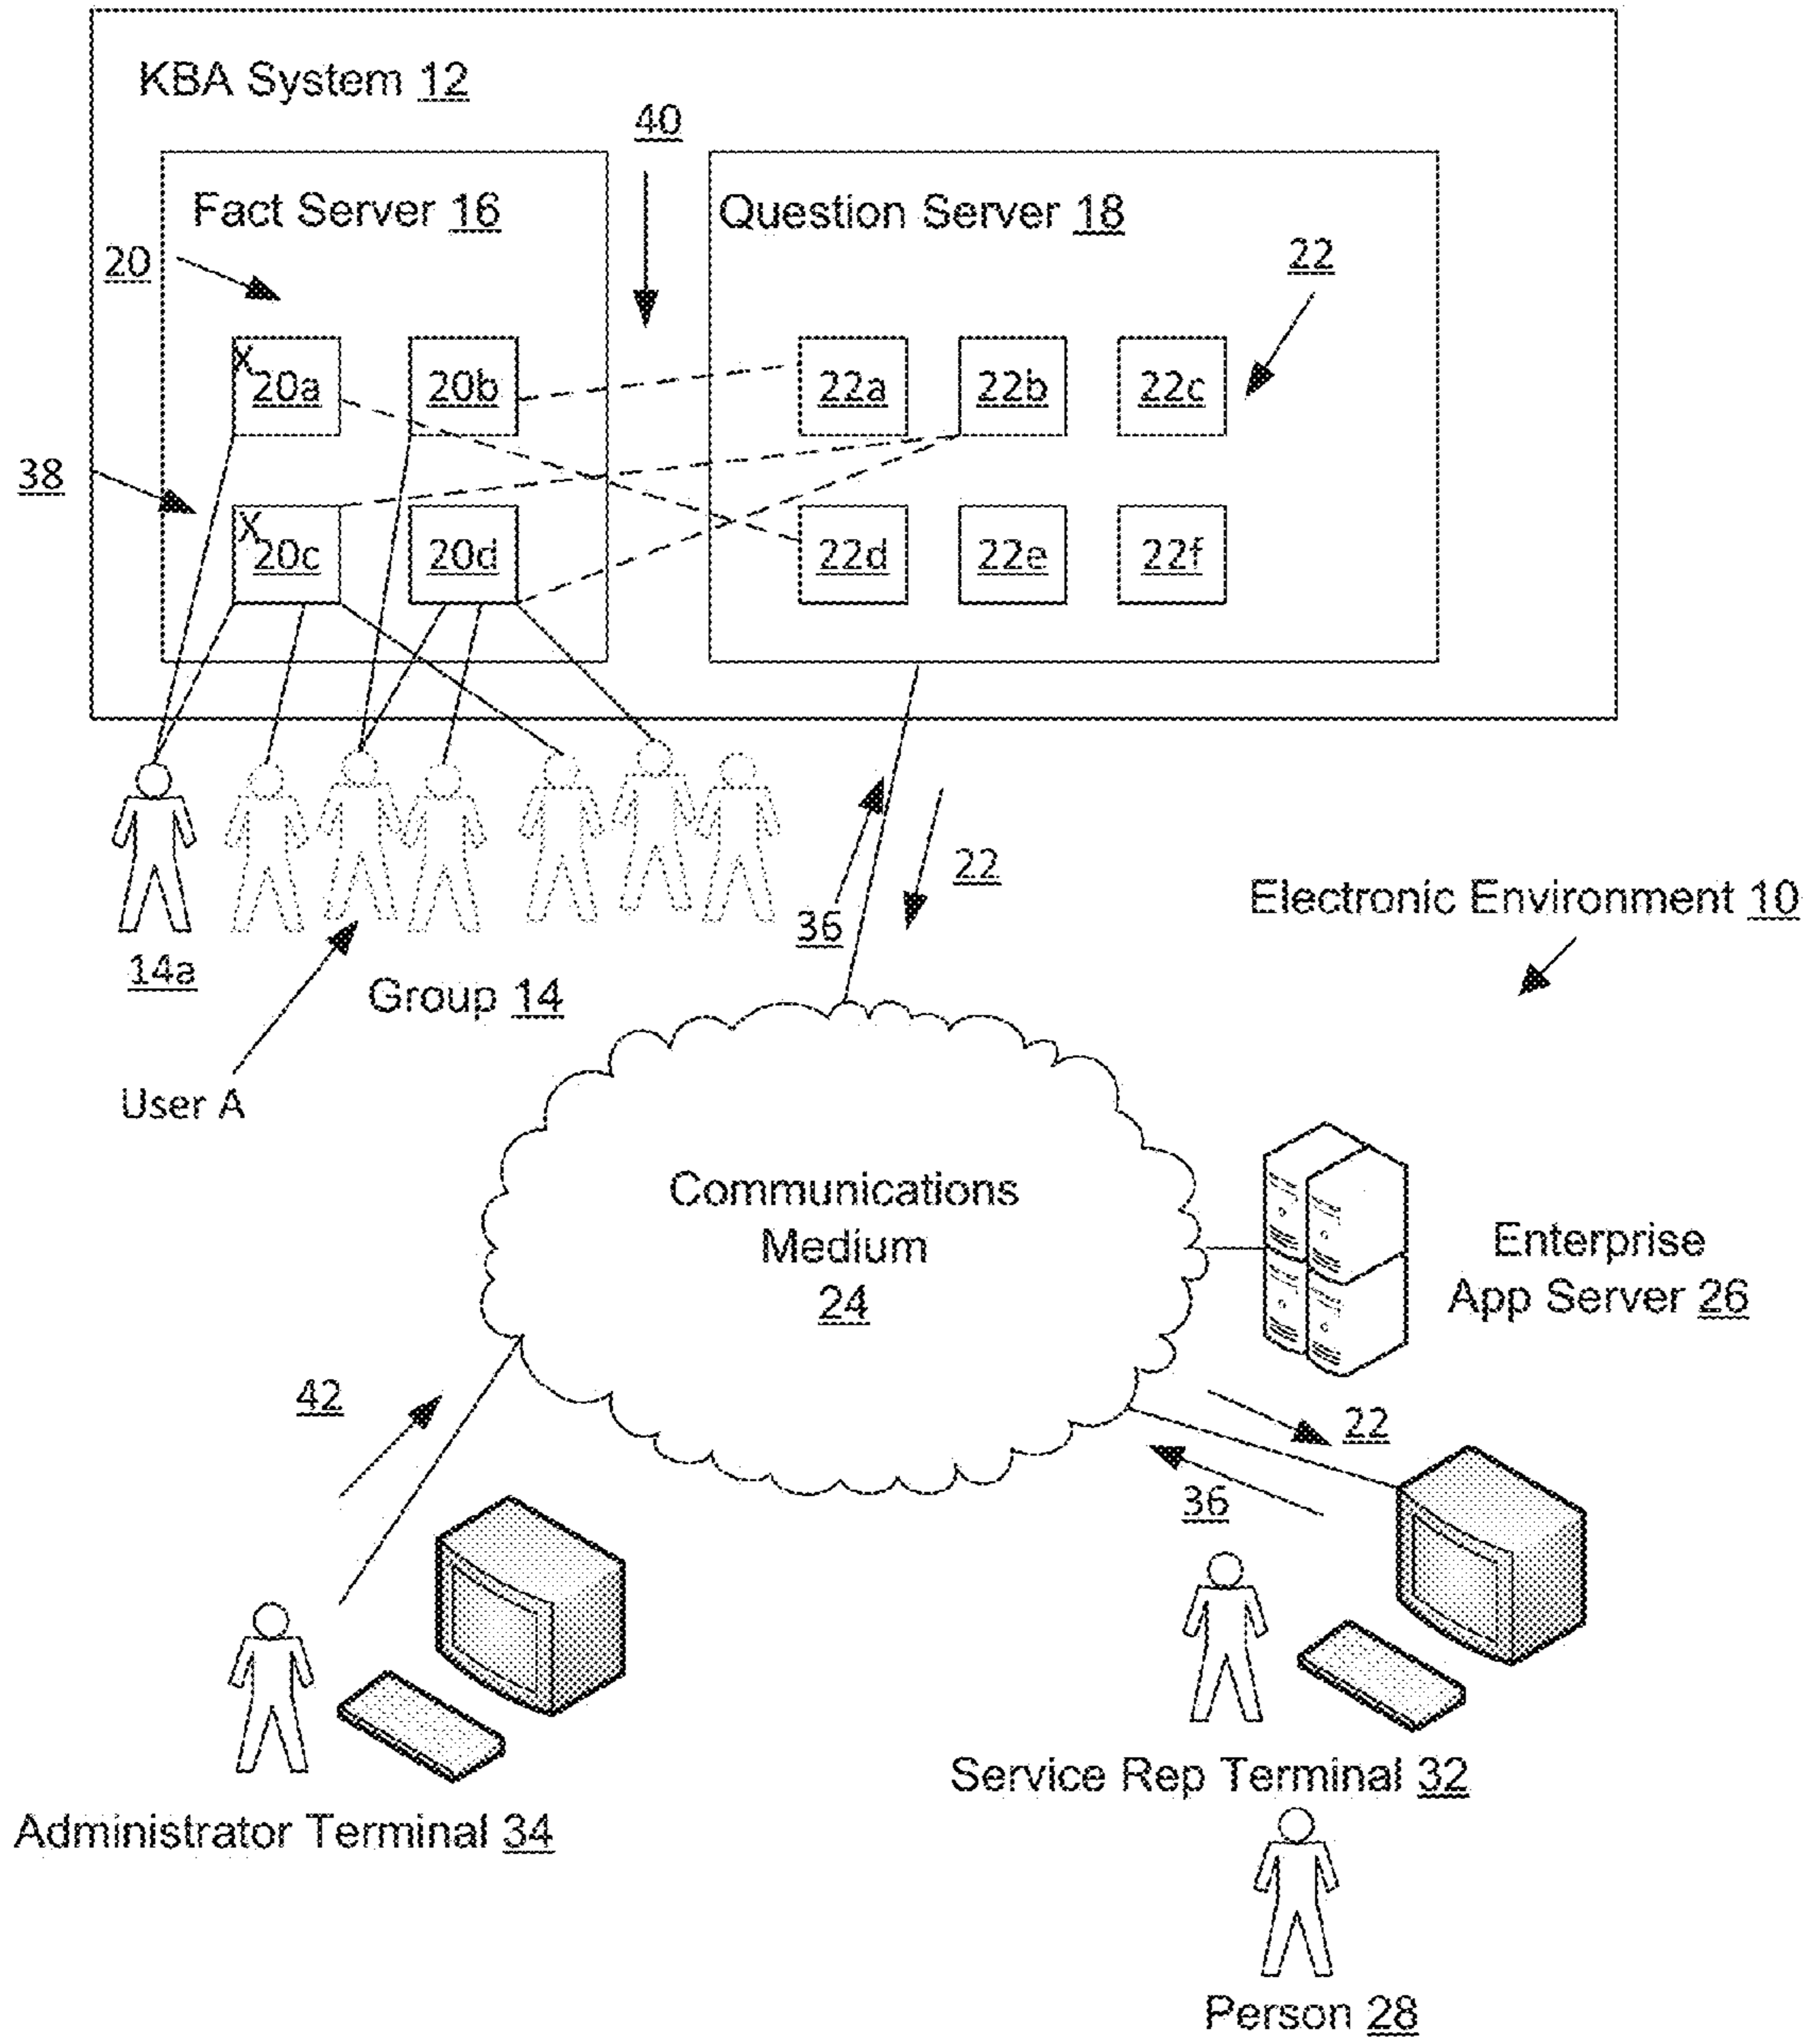 KBA System 12
40
Fact Server 16
Question Server 18
20
22
X
20a
20b
22a
22b
22c
38
X
20c
20d
22d
22e
22f
22
36
14a
Group 14
User A
Electronic Environment 10
Communications
Medium
24
Enterprise
App Server 26
42
22
36
Service Rep Terminal 32
Administrator Terminal 34
Person 28